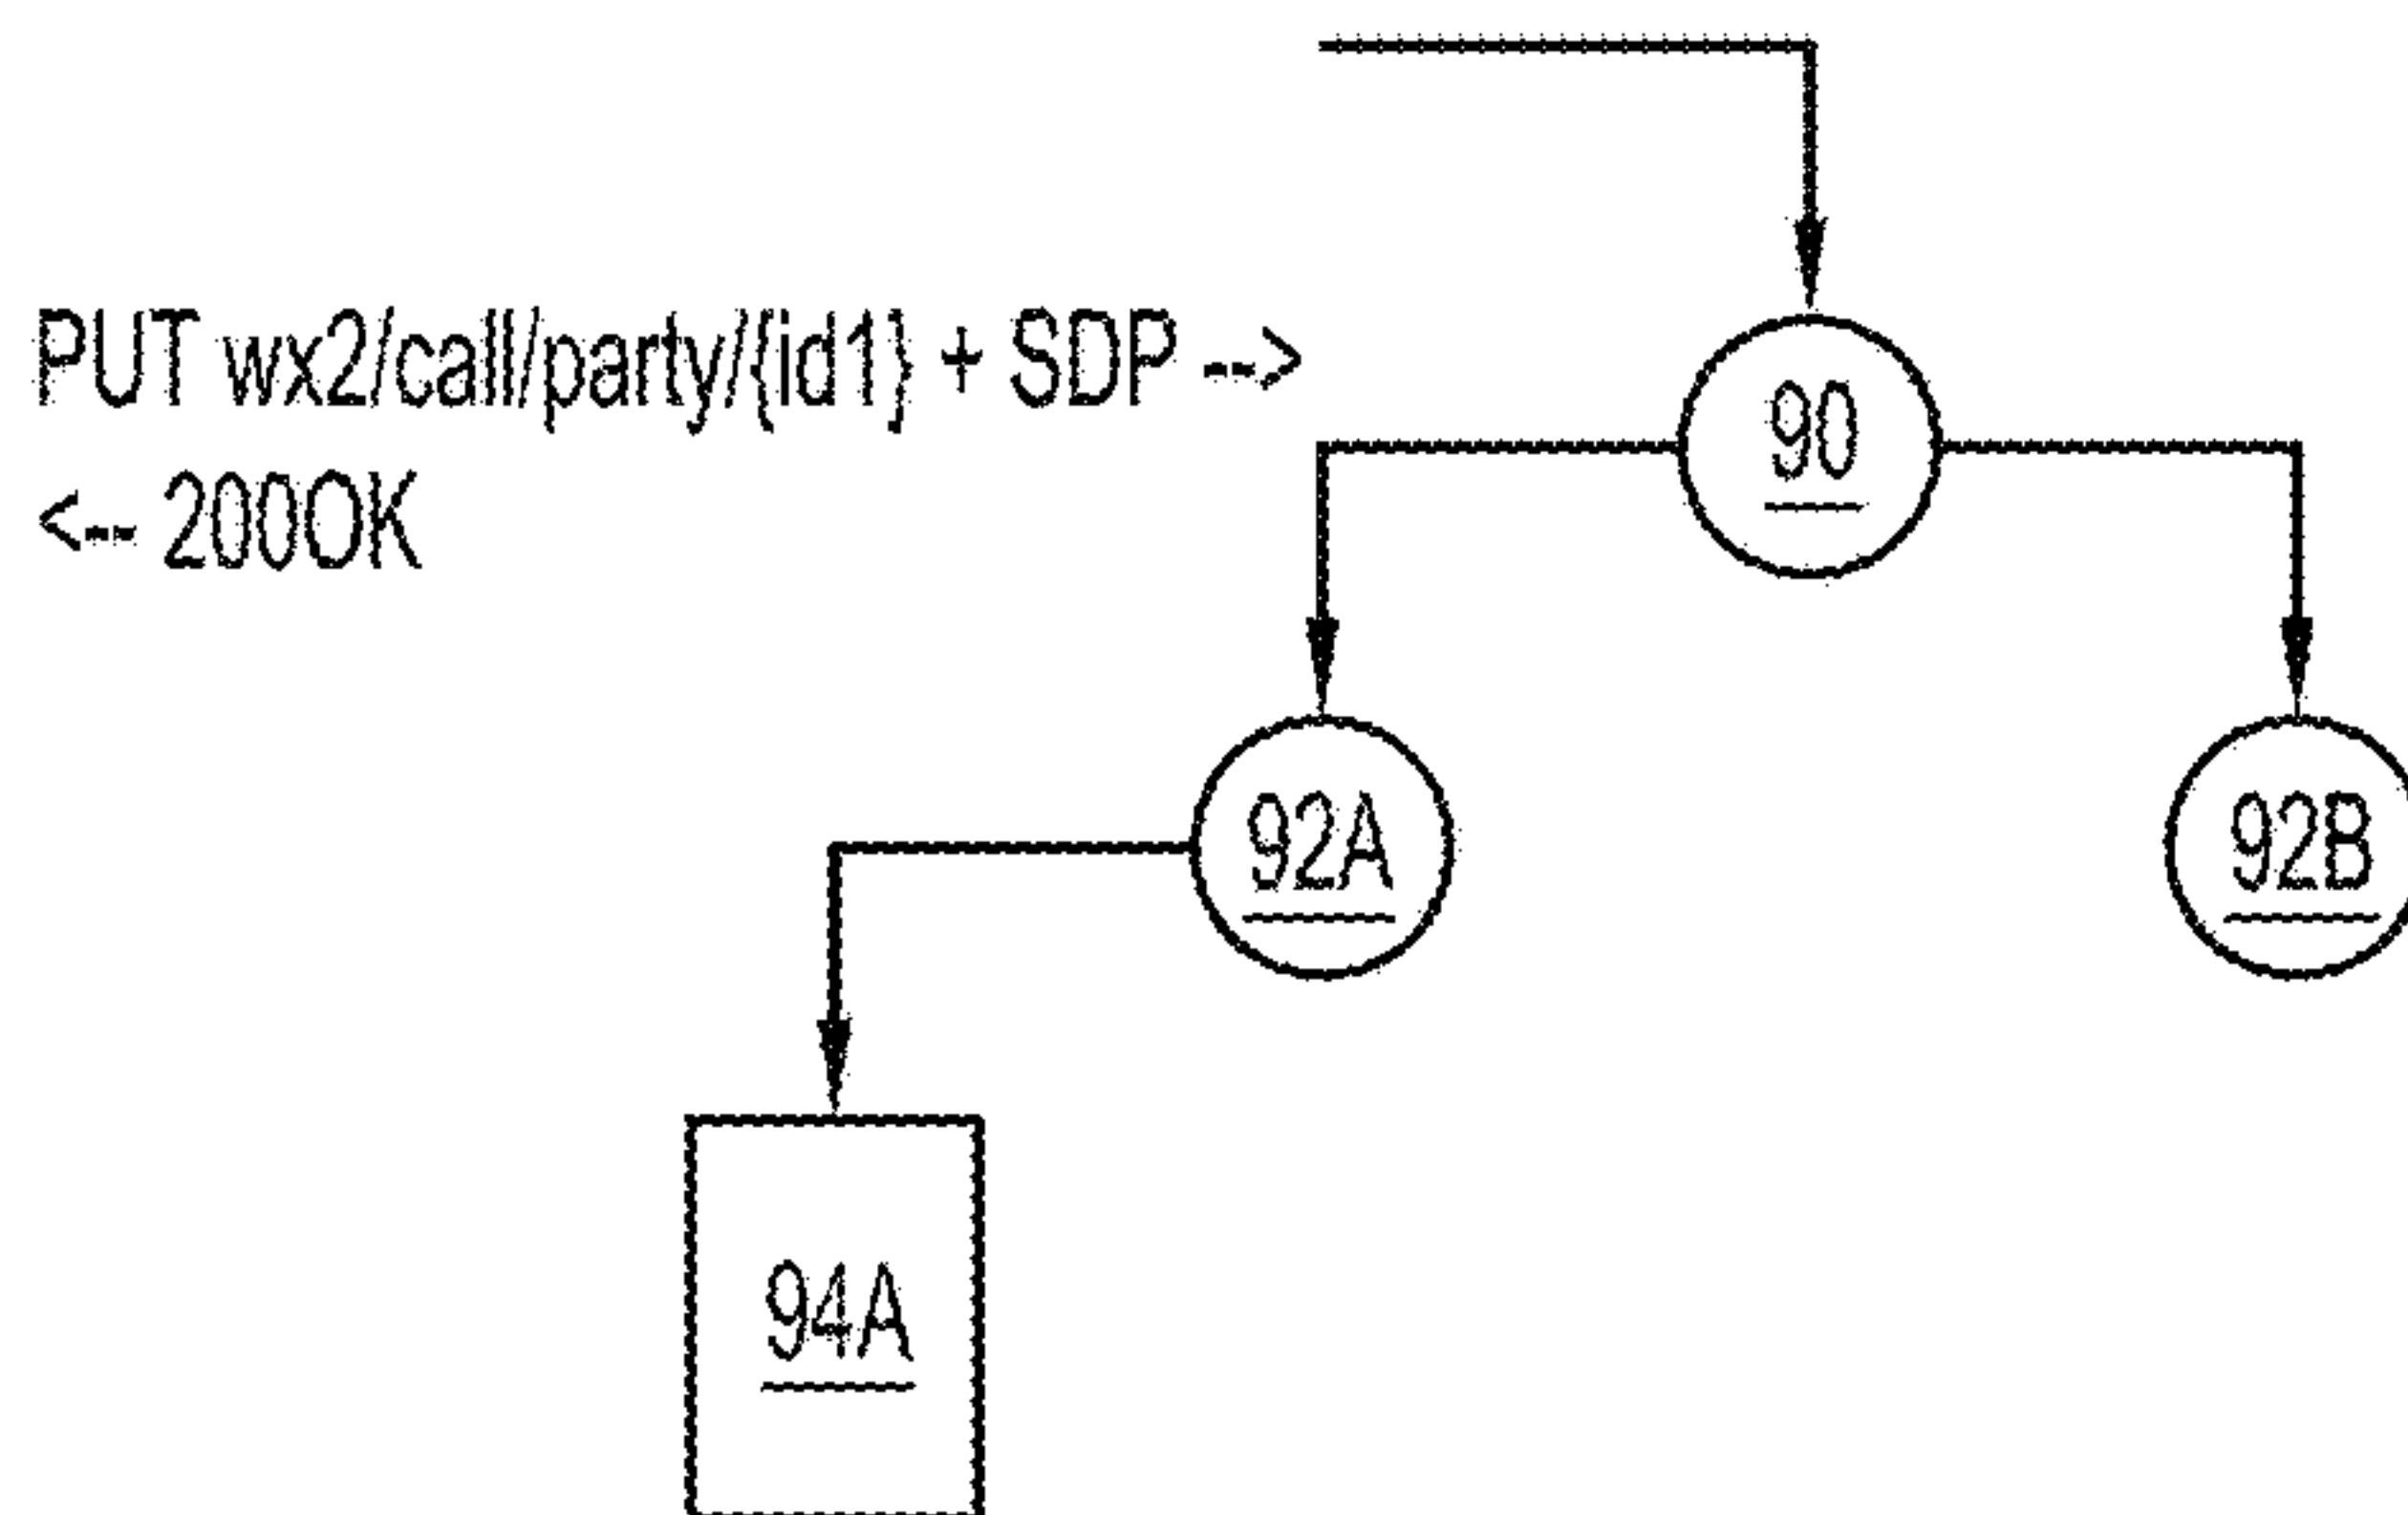 PUT wx2/call/party/{id1} + SDP -->
<-- 200OK
90
92A
92B
94A